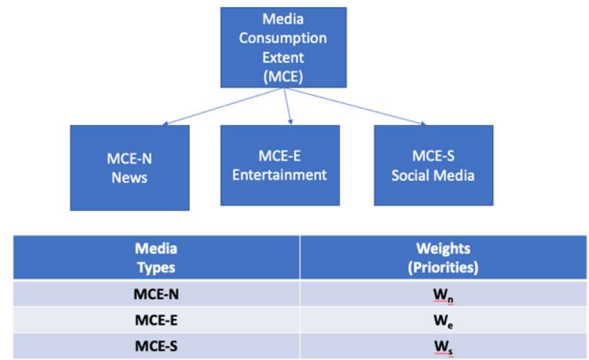 Media
Consumption
Extent
(MCE)
MCE-N
News
MCE-E
Entertainment
MCE-S
Social Media
Media
Types
Weights
(Priorities)
MCE-N Wn
MCE-E We
MCE-S Ws